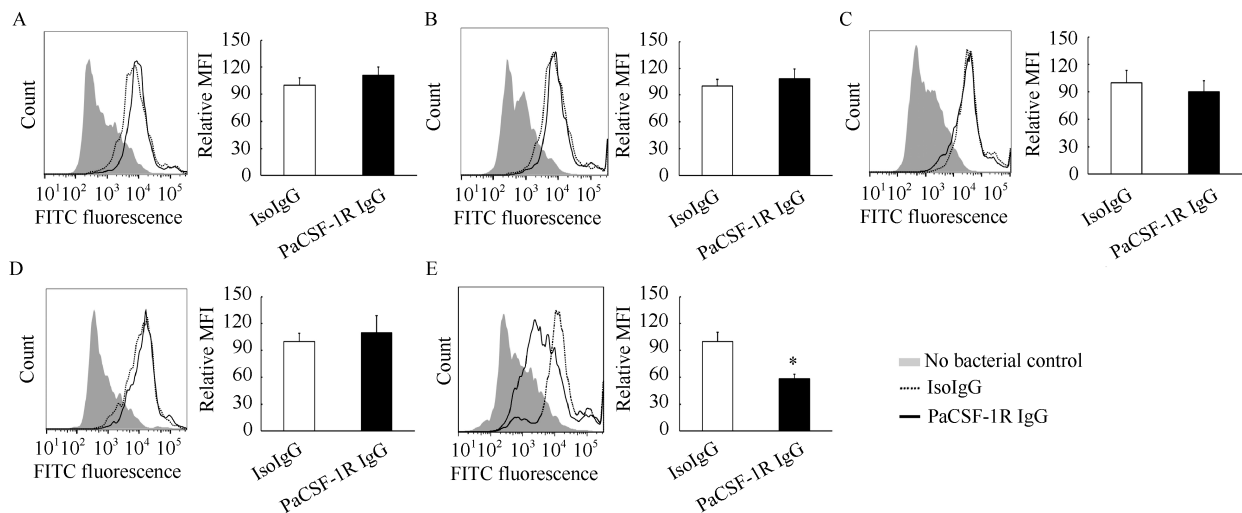 A
Count
10¹ 10² 10³ 10⁴ 10⁵
FITC fluorescence
Relative MFI
150
120
90
60
30
0
IsoIgG
PaCSF-1R IgG
B
Count
10¹ 10² 10³ 10⁴ 10⁵
FITC fluorescence
Relative MFI
150
120
90
60
30
0
IsoIgG
PaCSF-1R IgG
C
Count
10¹ 10² 10³ 10⁴ 10⁵
FITC fluorescence
Relative MFI
150
120
90
60
30
0
IsoIgG
PaCSF-1R IgG
D
Count
10¹ 10² 10³ 10⁴ 10⁵
FITC fluorescence
Relative MFI
150
120
90
60
30
0
IsoIgG
PaCSF-1R IgG
E
Count
10¹ 10² 10³ 10⁴ 10⁵
FITC fluorescence
Relative MFI
150
120
90
60
30
0
*
IsoIgG
PaCSF-1R IgG
No bacterial control
IsoIgG
PaCSF-1R IgG